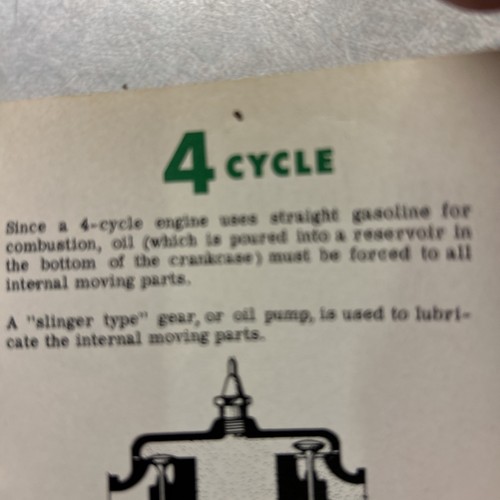 4 CYCLE
Since a 4-cycle engine uses straight gasoline for
combustion, oil (which is poured into a reservoir in
the bottom of the crankcase) must be forced to all
internal moving parts.
A "slinger type" gear, or oil pump, is used to lubri-
cate the internal moving parts.